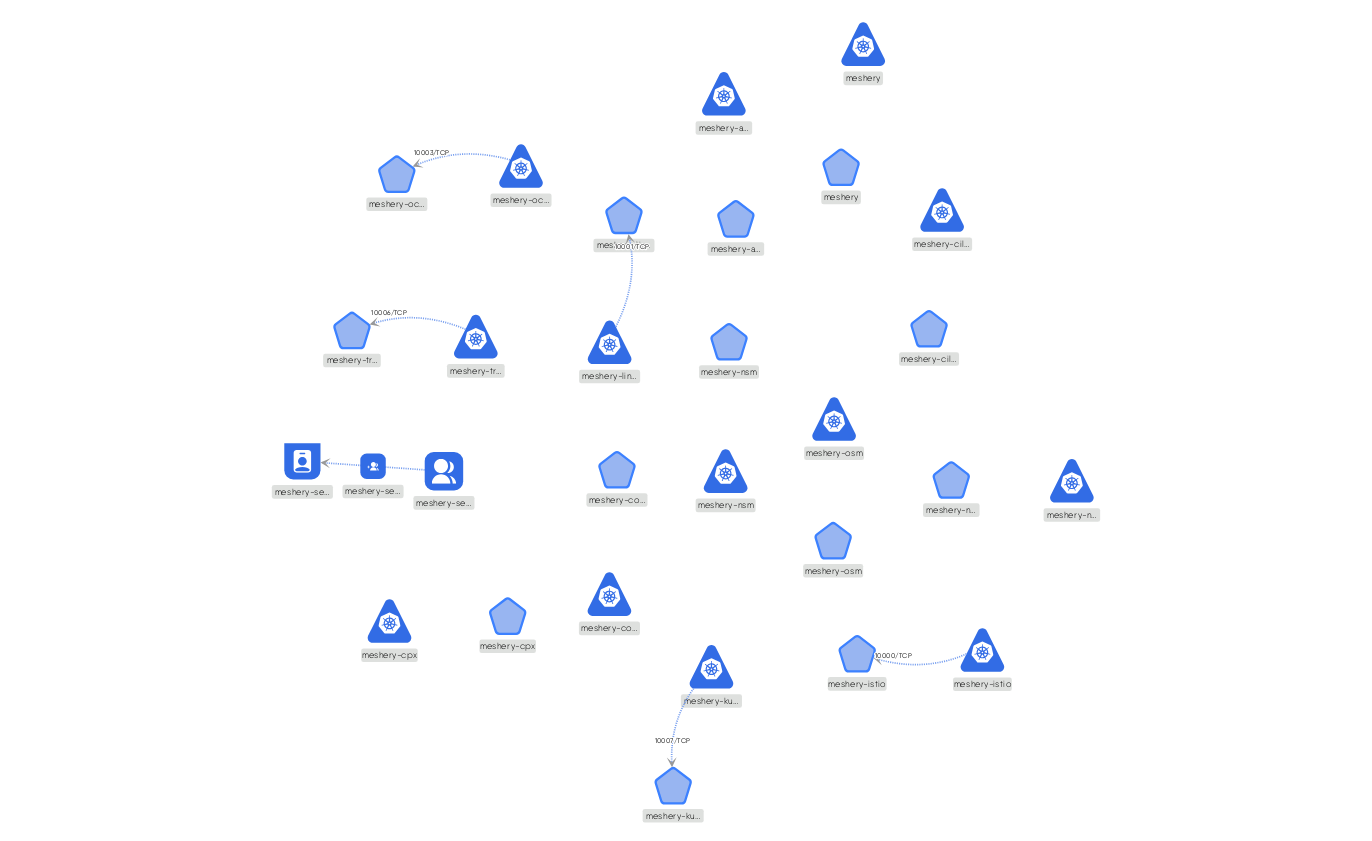 meshery
meshery-a...
10003/TCP
meshery-oc...
meshery-oc...
meshery
10001/TCP
meshery-a...
meshery-cil...
10006/TCP
meshery-tr...
meshery-tr...
meshery-lin...
meshery-nsm
meshery-cil...
meshery-osm
meshery-se...
meshery-se...
meshery-se...
meshery-co...
meshery-nsm
meshery-n...
meshery-n...
meshery-osm
meshery-cpx
meshery-cpx
meshery-co...
10000/TCP
meshery-istio
meshery-istio
meshery-ku...
10007/TCP
meshery-ku...